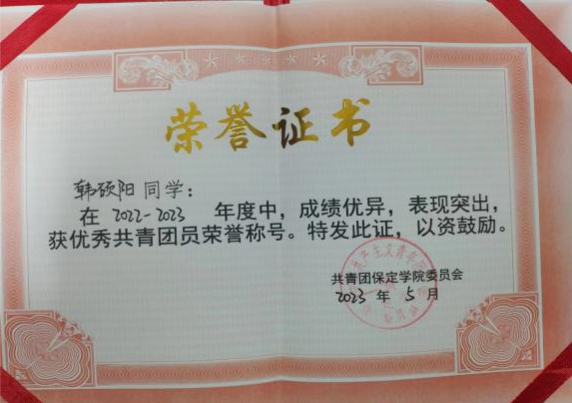 荣誉证书
韩硕阳同学：
在 2022-2023 年度中，成绩优异，表现突出，
获优秀共青团员荣誉称号。特发此证，以资鼓励。
共青团保定学院委员会
2023 年 5 月